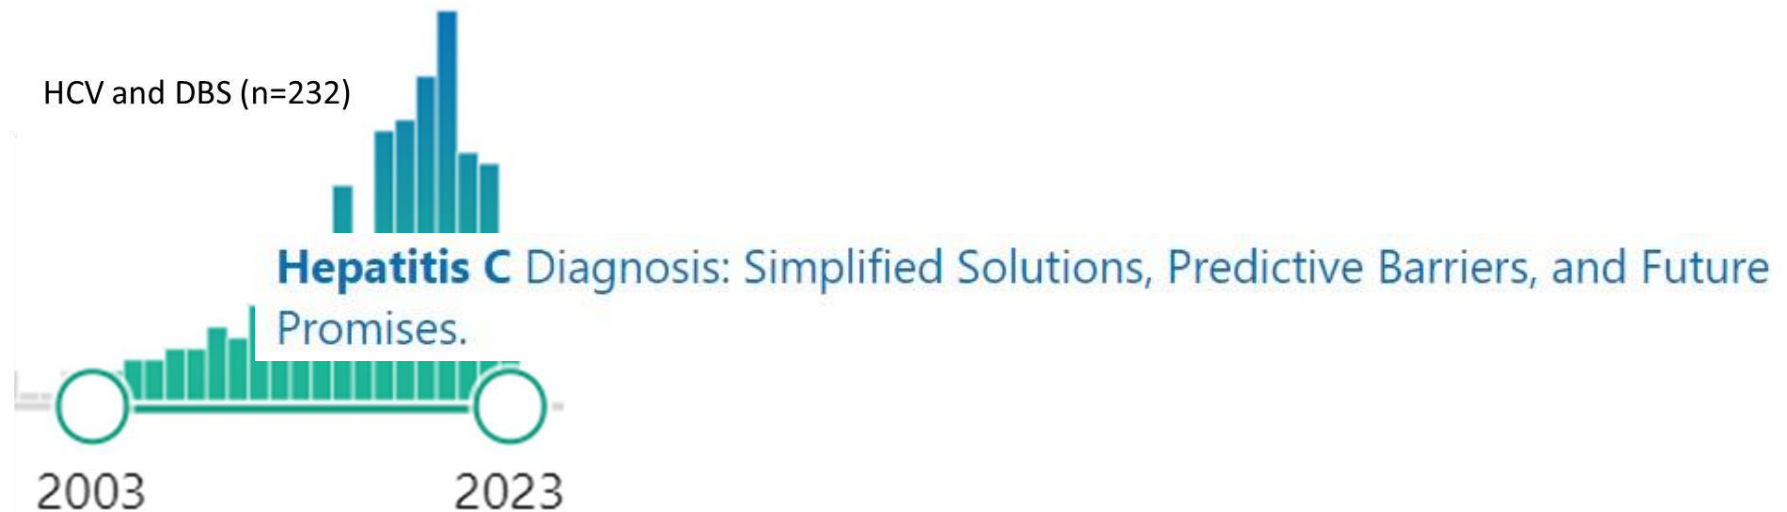 HCV and DBS (n=232)
Hepatitis C Diagnosis: Simplified Solutions, Predictive Barriers, and Future
Promises.
2003 2023